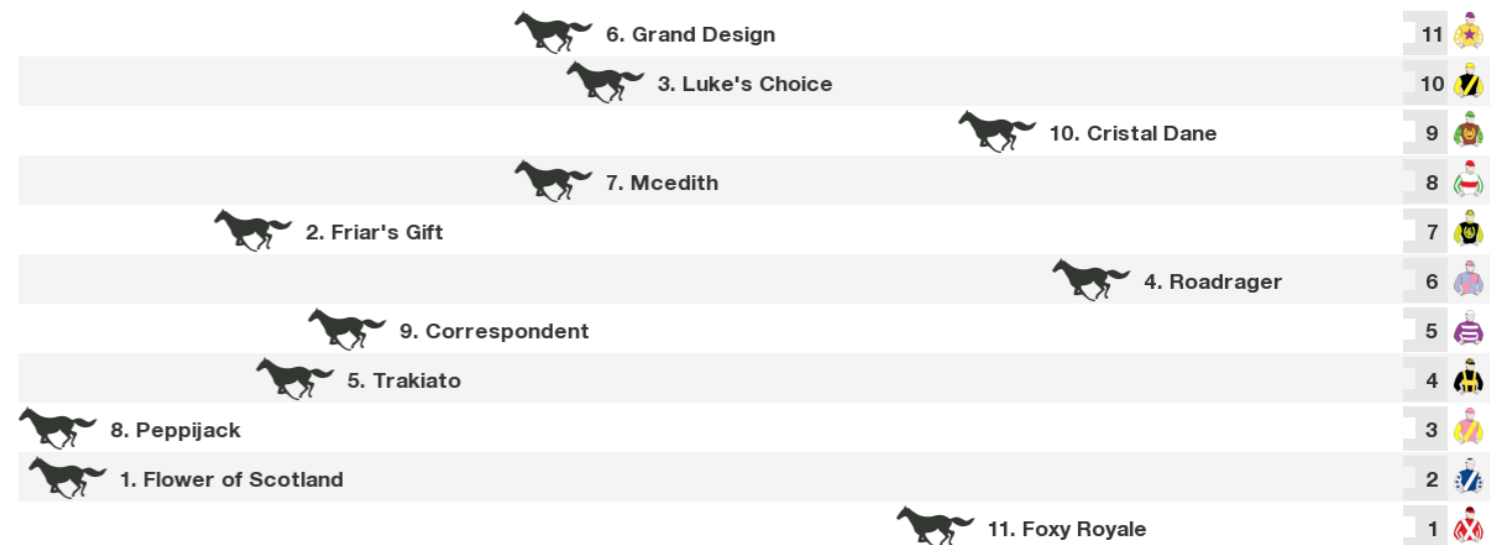 6. Grand Design 11
3. Luke's Choice 10
10. Cristal Dane 9
7. Mcedith 8
2. Friar's Gift 7
4. Roadrager 6
9. Correspondent 5
5. Trakiato 4
8. Peppijack 3
1. Flower of Scotland 2
11. Foxy Royale 1